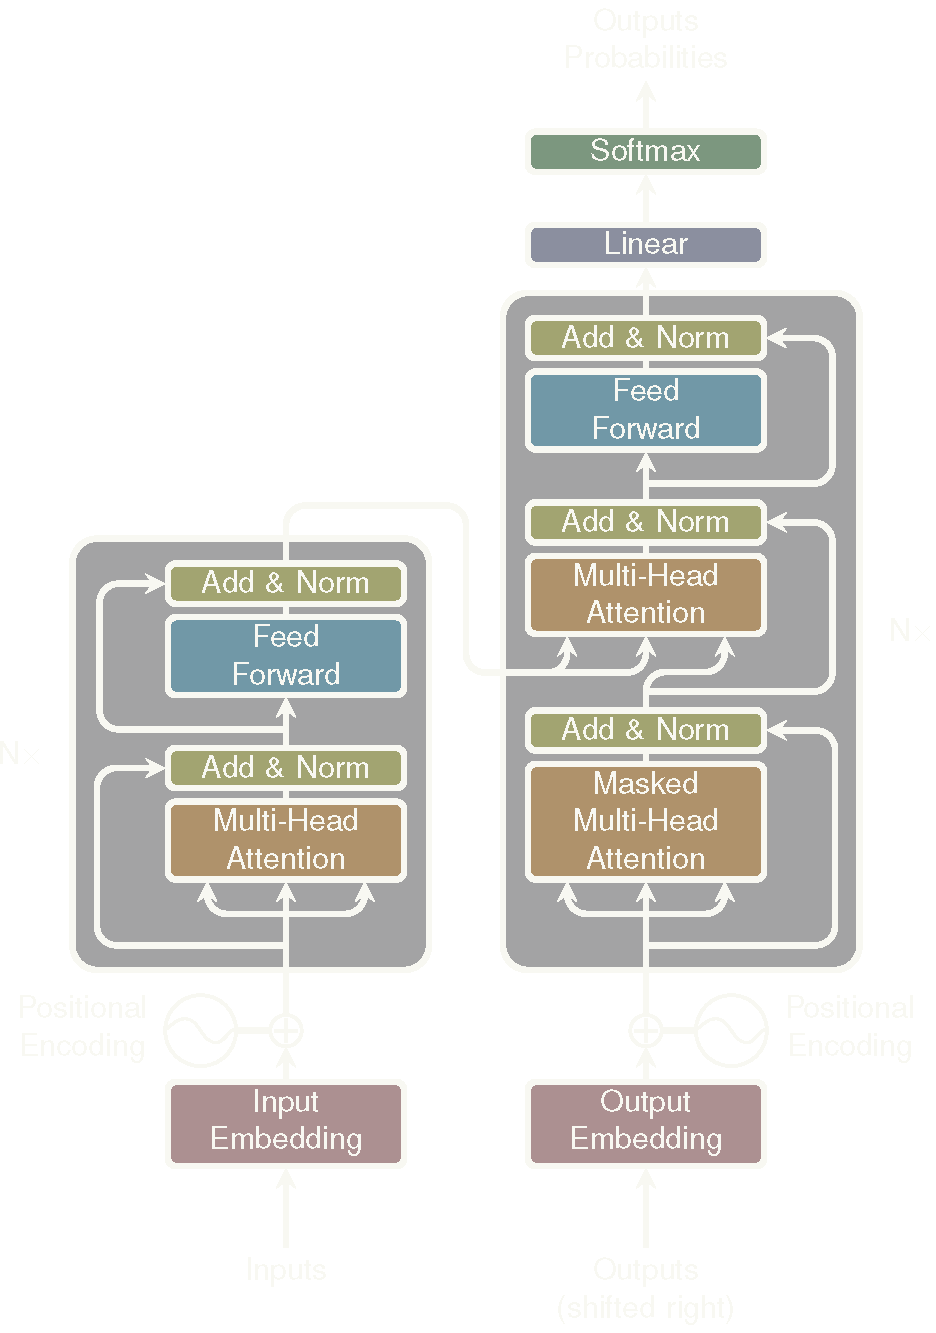 Outputs
Probabilities
Softmax
Linear
Add & Norm
Feed
Forward
Add & Norm
Multi-Head
Attention
Add & Norm
Masked
Multi-Head
Attention
N×
Add & Norm
Feed
Forward
Add & Norm
Multi-Head
Attention
N×
Positional
Encoding
Positional
Encoding
Input
Embedding
Output
Embedding
Inputs
Outputs
(shifted right)